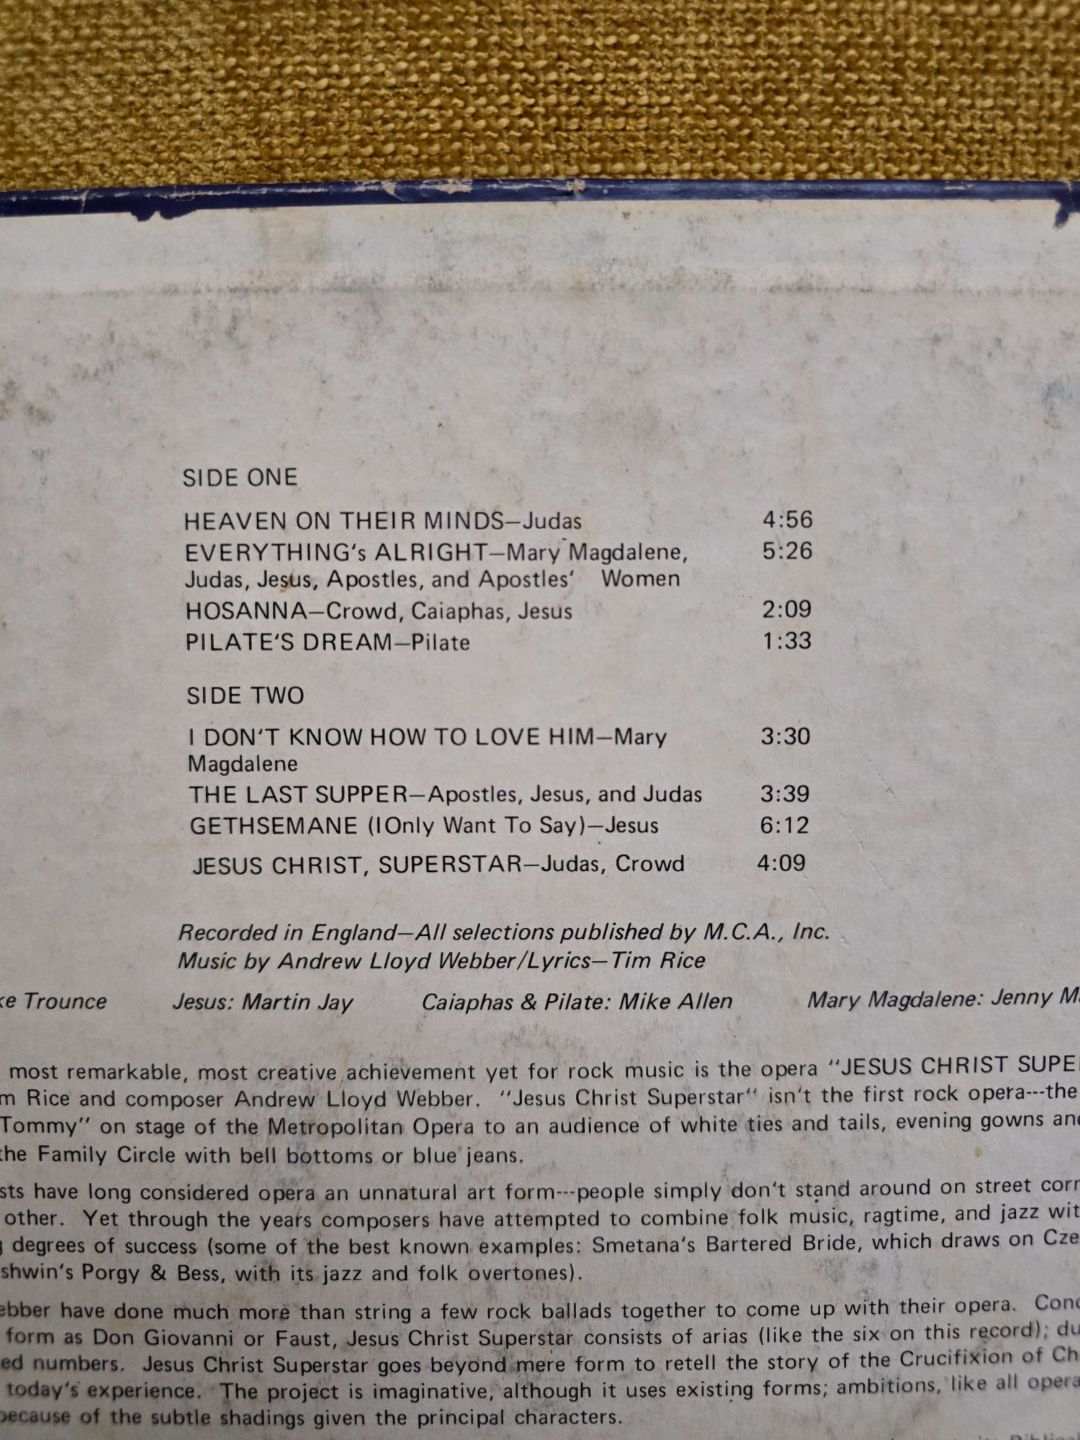 SIDE ONE
HEAVEN ON THEIR MINDS—Judas 4:56
EVERYTHING's ALRIGHT—Mary Magdalene, 5:26
Judas, Jesus, Apostles, and Apostles' Women
HOSANNA—Crowd, Caiaphas, Jesus 2:09
PILATE'S DREAM—Pilate 1:33
SIDE TWO
I DON'T KNOW HOW TO LOVE HIM—Mary 3:30
Magdalene
THE LAST SUPPER—Apostles, Jesus, and Judas 3:39
GETHSEMANE (I Only Want To Say)—Jesus 6:12
JESUS CHRIST, SUPERSTAR—Judas, Crowd 4:09
Recorded in England—All selections published by M.C.A., Inc.
Music by Andrew Lloyd Webber/Lyrics—Tim Rice
ke Trounce Jesus: Martin Jay Caiaphas & Pilate: Mike Allen Mary Magdalene: Jenny M
most remarkable, most creative achievement yet for rock music is the opera "JESUS CHRIST SUPE
m Rice and composer Andrew Lloyd Webber. "Jesus Christ Superstar" isn't the first rock opera---the
Tommy" on stage of the Metropolitan Opera to an audience of white ties and tails, evening gowns an
the Family Circle with bell bottoms or blue jeans.
sts have long considered opera an unnatural art form---people simply don't stand around on street corn
other. Yet through the years composers have attempted to combine folk music, ragtime, and jazz wit
g degrees of success (some of the best known examples: Smetana's Bartered Bride, which draws on Cze
shwin's Porgy & Bess, with its jazz and folk overtones).
ebber have done much more than string a few rock ballads together to come up with their opera. Conc
form as Don Giovanni or Faust, Jesus Christ Superstar consists of arias (like the six on this record); du
ed numbers. Jesus Christ Superstar goes beyond mere form to retell the story of the Crucifixion of Ch
today's experience. The project is imaginative, although it uses existing forms; ambitions, like all opera
because of the subtle shadings given the principal characters.